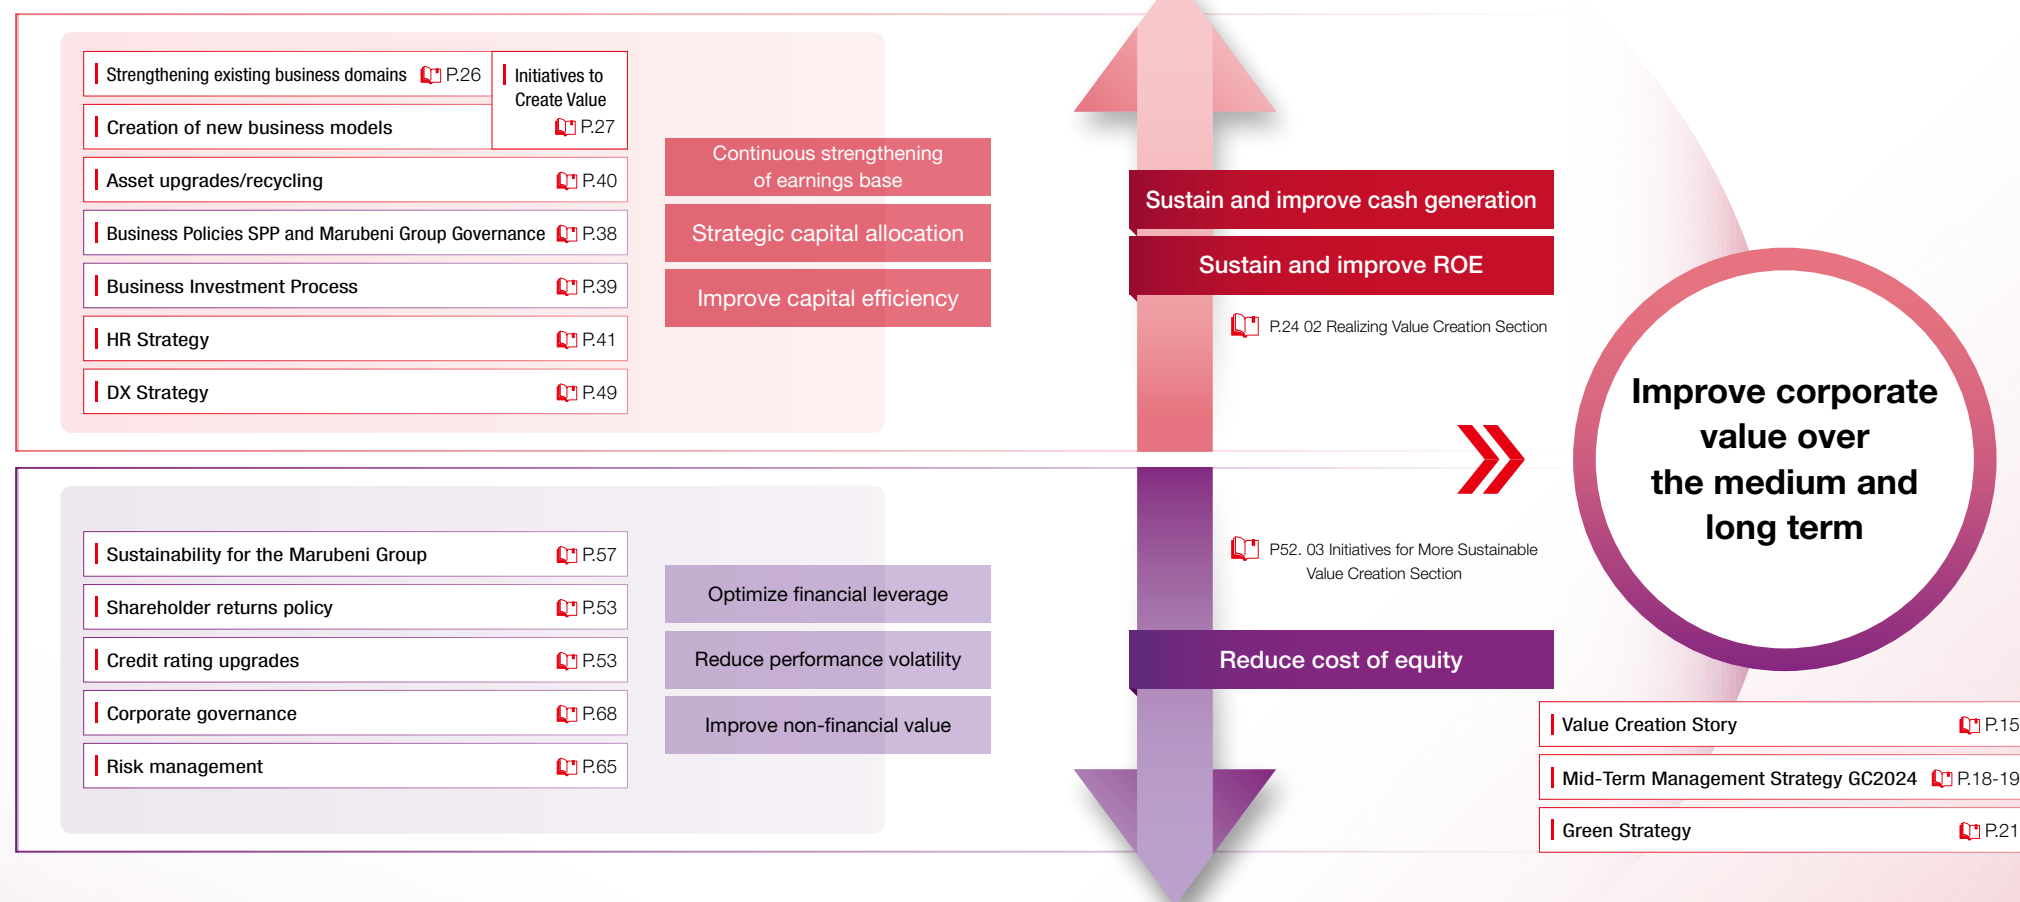 Strengthening existing business domains P.26
Initiatives to
Create Value
P.27
Creation of new business models
Asset upgrades/recycling P.40
Business Policies SPP and Marubeni Group Governance P.38
Business Investment Process P.39
HR Strategy P.41
DX Strategy P.49
Continuous strengthening
of earnings base
Strategic capital allocation
Improve capital efficiency
Sustain and improve cash generation
Sustain and improve ROE
P.24 02 Realizing Value Creation Section
Sustainability for the Marubeni Group P.57
Shareholder returns policy P.53
Credit rating upgrades P.53
Corporate governance P.68
Risk management P.65
Optimize financial leverage
Reduce performance volatility
Improve non-financial value
P52. 03 Initiatives for More Sustainable
Value Creation Section
Reduce cost of equity
Improve corporate
value over
the medium and
long term
Value Creation Story P.15
Mid-Term Management Strategy GC2024 P.18-19
Green Strategy P.21